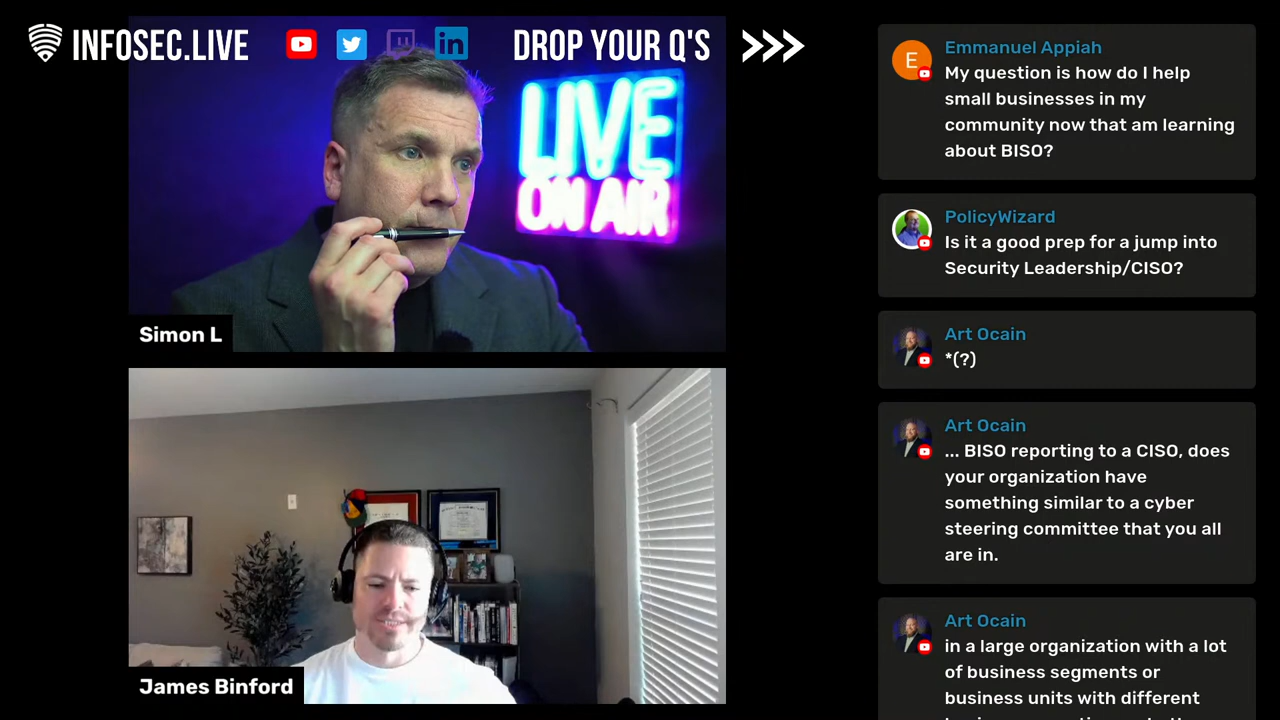 INFOSEC.LIVE
DROP YOUR Q'S
LIVE
ON AIR
Simon L
James Binford
E
Emmanuel Appiah
My question is how do I help
small businesses in my
community now that am learning
about BISO?
PolicyWizard
Is it a good prep for a jump into
Security Leadership/CISO?
Art Ocain
*(?)
Art Ocain
... BISO reporting to a CISO, does
your organization have
something similar to a cyber
steering committee that you all
are in.
Art Ocain
in a large organization with a lot
of business segments or
business units with different